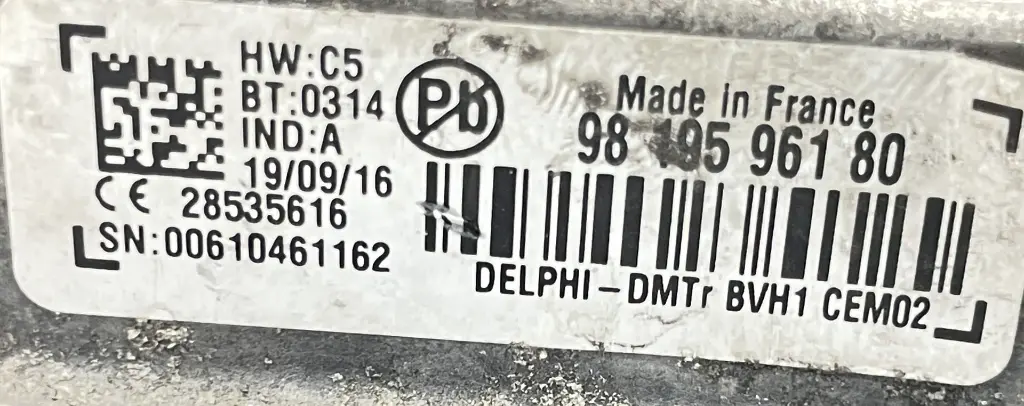 HW:C5
BT:0314
IND:A
19/09/16
CE 28535616
SN:00610461162
Pb
Made in France
98 195 961 80
DELPHI-DMTr BVH1 CEM02